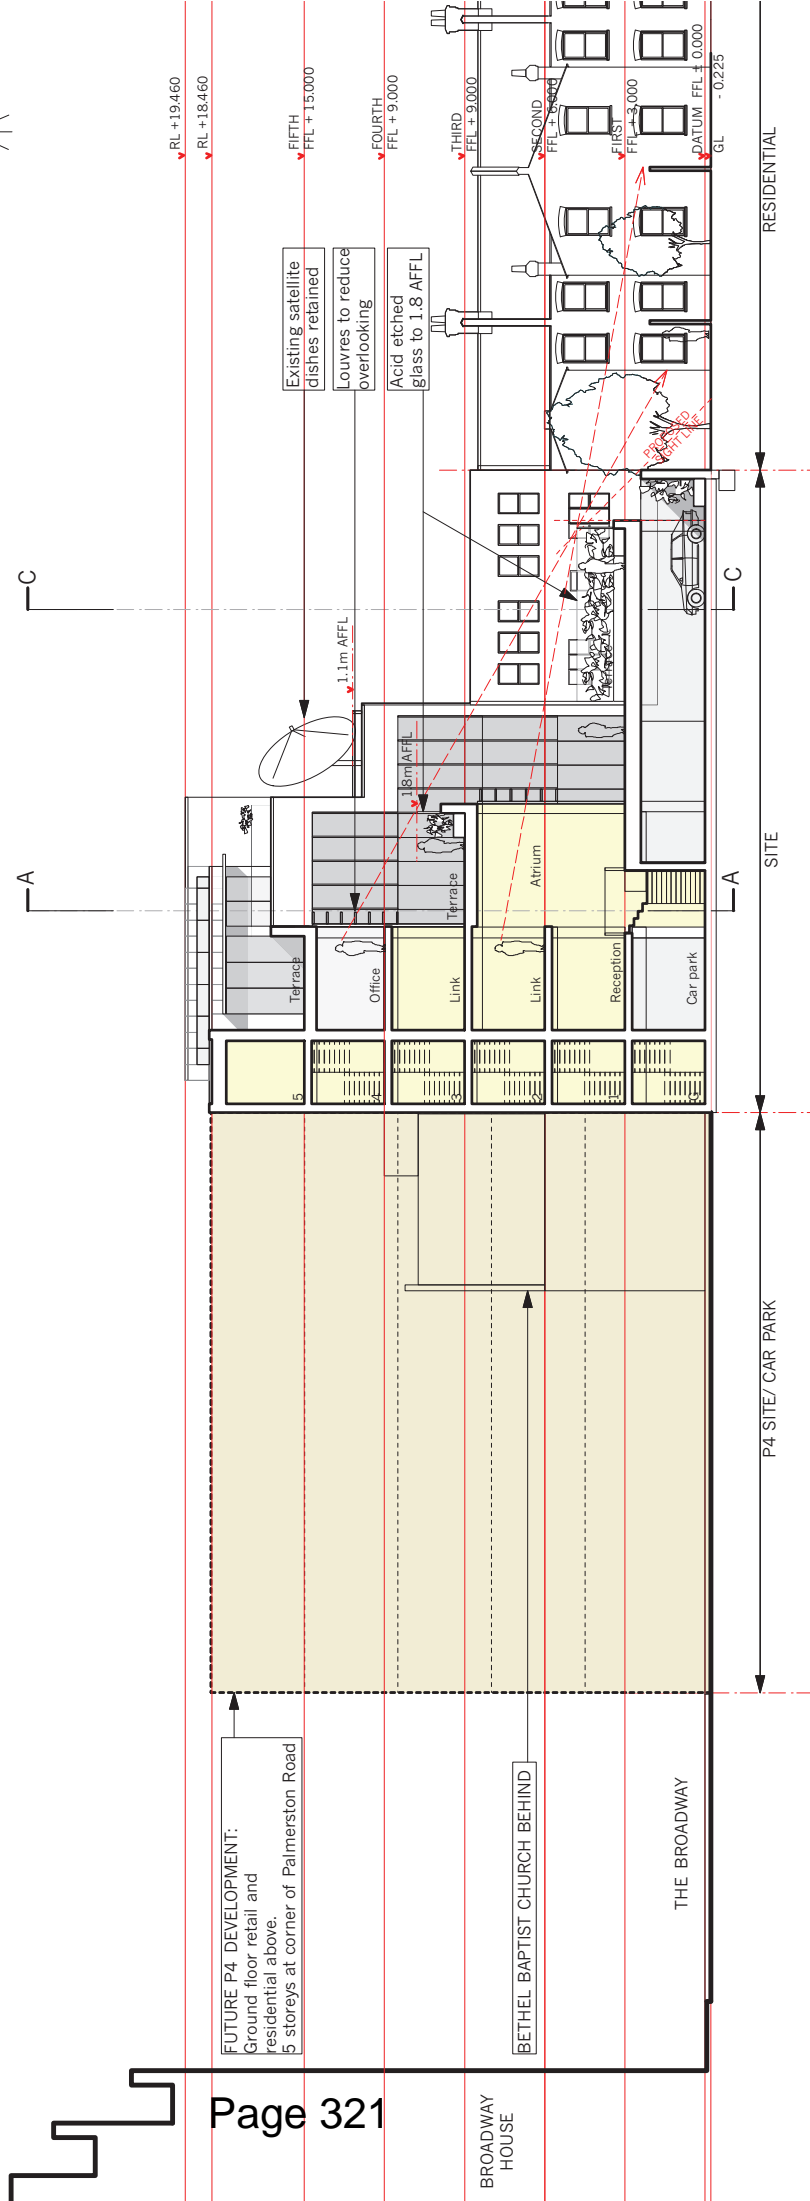 RL +19.460
RL +18.460
FIFTH
FFL + 15.000
FOURTH
FFL + 9.000
THIRD
FFL + 9.000
SECOND
FFL + 6.000
FIRST
FFL + 3.000
DATUM FFL ± 0.000
GL - 0.225
Existing satellite
dishes retained
Louvres to reduce
overlooking
Acid etched
glass to 1.8 AFFL
PROPOSED
SIGHT LINE
C
C
1.1m AFFL
1.8m AFFL
Terrace
A
A
Terrace
Atrium
Terrace
Office
Link
Link
Reception
Car park
5
4
3
2
1
G
RESIDENTIAL
SITE
P4 SITE/ CAR PARK
FUTURE P4 DEVELOPMENT:
Ground floor retail and
residential above.
5 storeys at corner of Palmerston Road
BETHEL BAPTIST CHURCH BEHIND
THE BROADWAY
BROADWAY
HOUSE
Page 321